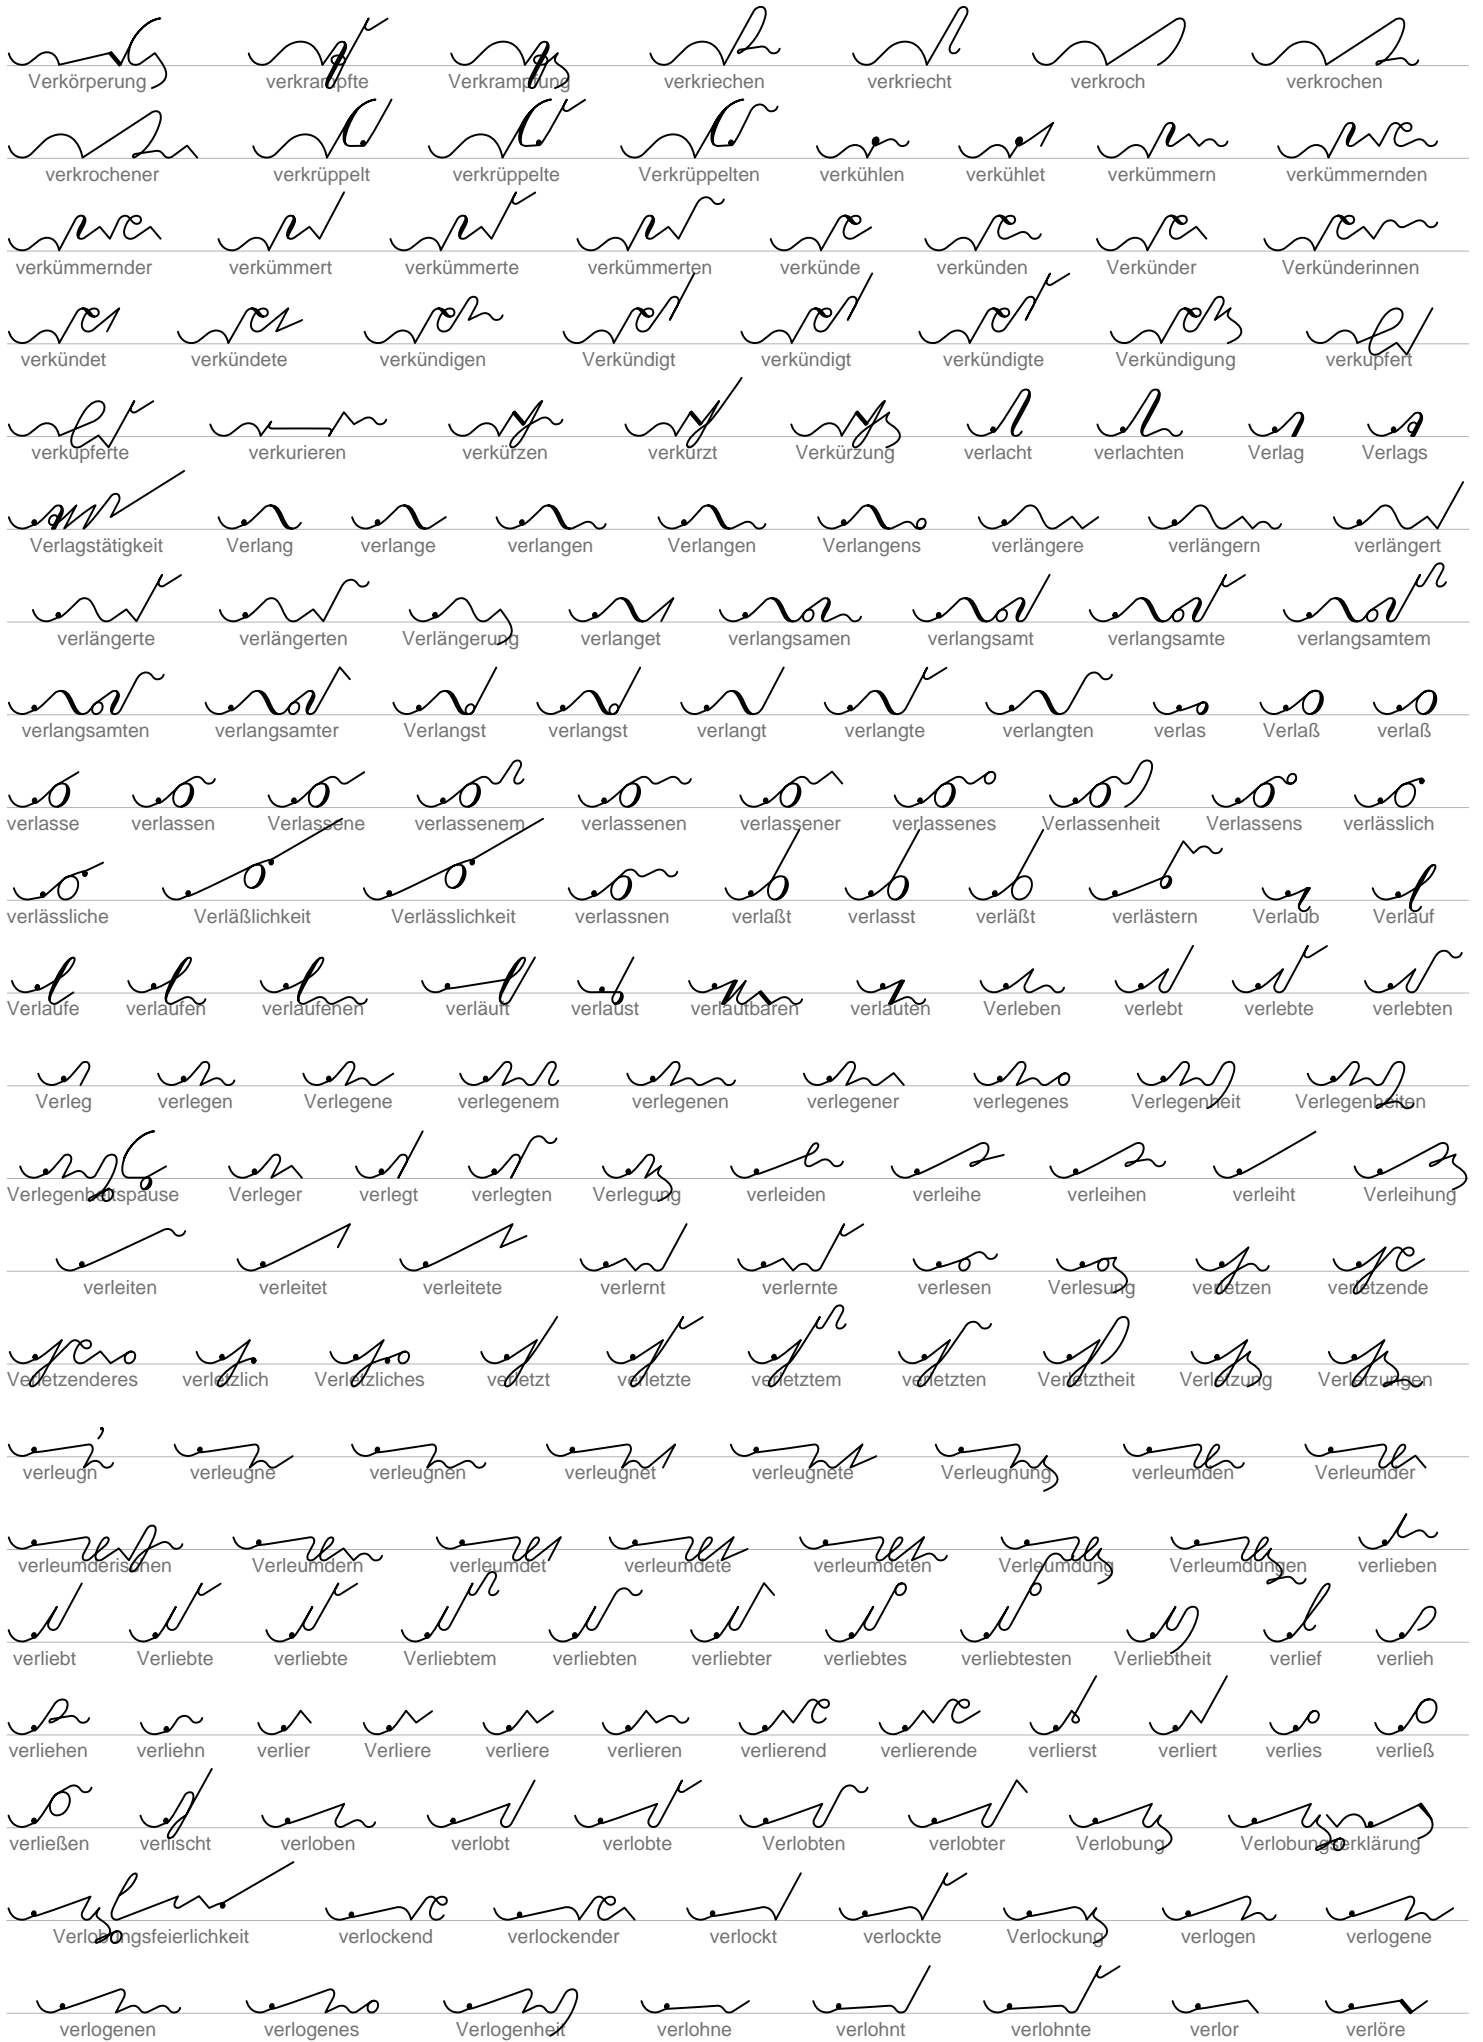 Verkörperung verkrampfte Verkrampfung verkriechen verkriecht verkroch verkrochen
verkrochener verkrüppelt verkrüppelte Verkrüppelten verkühlen verkühlet verkümmern verkümmernden
verkümmernder verkümmert verkümmerte verkümmerten verkünde verkünden Verkünder Verkünderinnen
verkündet verkündete verkündigen Verkündigt verkündigt verkündigte Verkündigung verkupfert
verkupferte verkurieren verkürzen verkürzt Verkürzung verlacht verlachten Verlag Verlags
Verlagstätigkeit Verlang verlange verlangen Verlangen Verlangens verlängere verlängern verlängert
verlängerte verlängerten Verlängerung verlanget verlangsamen verlangsamt verlangsamte verlangsamtem
verlangsamten verlangsamter Verlangst verlangst verlangt verlangte verlangten verlas Verlaß verlaß
verlasse verlassen Verlassene verlassenem verlassenen verlassener verlassenes Verlassenheit Verlassens verlässlich
verlässliche Verläßlichkeit Verlässlichkeit verlassnen verlaßt verlasst verläßt verlästern Verlaub Verlauf
Verlaufe verlaufen verlaufenen verläuft verlaust verlautbaren verlauten Verleben verlebt verlebte verlebten
Verleg verlegen Verlegene verlegenem verlegenen verlegener verlegenes Verlegenheit Verlegenheiten
Verlegenheitspause Verleger verlegt verlegten Verlegung verleiden verleihe verleihen verleiht Verleihung
verleiten verleitet verleitete verlernt verlernte verlesen Verlesung verletzen verletzende
Verletzenderes verletzlich Verletzliches verletzt verletzte verletztem verletzten Verletztheit Verletzung Verletzungen
verleugn' verleugne verleugnen verleugnet verleugnete Verleugnung verleumden Verleumder
verleumderischen Verleumdern verleumdet verleumdete verleumdeten Verleumdung Verleumdungen verlieben
verliebt Verliebte verliebte Verliebtem verliebten verliebter verliebtes verliebtesten Verliebtheit verlief verlieh
verliehen verliehn verlier Verliere verliere verlieren verlierend verlierende verlierst verliert verlies verließ
verließen verlischt verloben verlobt verlobte Verlobten verlobter Verlobung Verlobungserklärung
Verlobungsfeierlichkeit verlockend verlockender verlockt verlockte Verlockung verlogen verlogene
verlogenen verlogenes Verlogenheit verlohne verlohnt verlohnte verlor verlöre